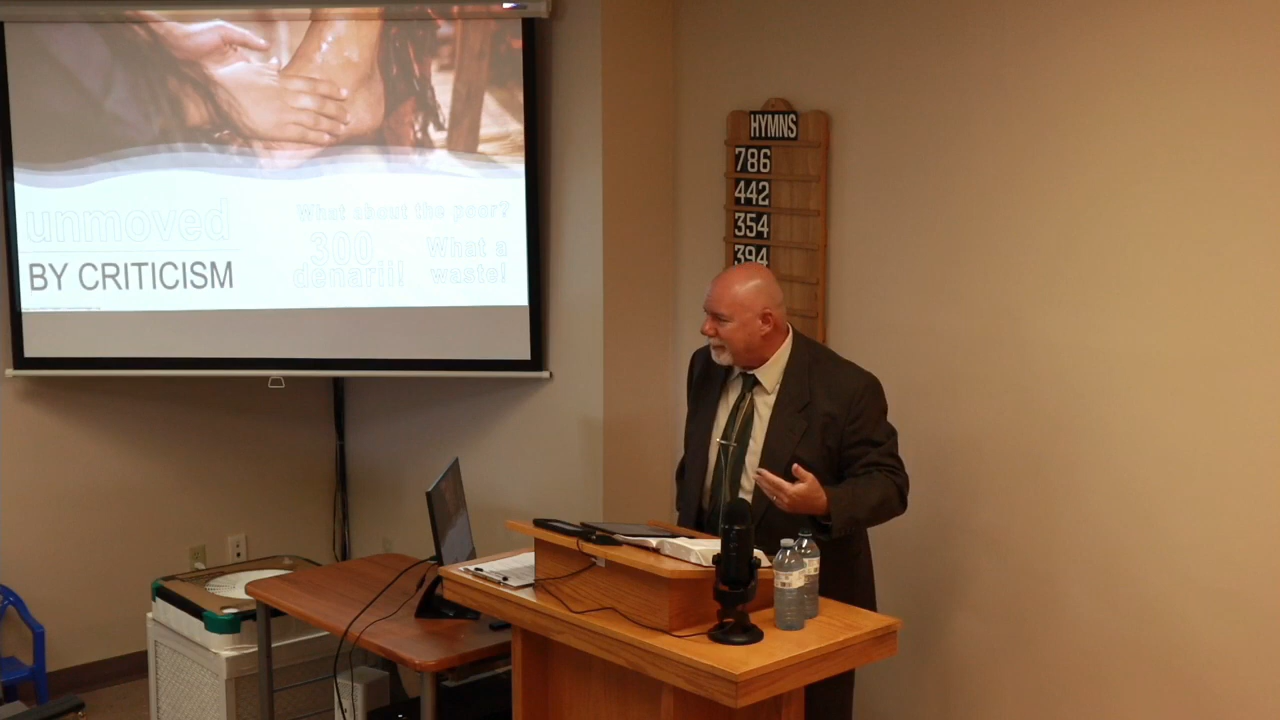 unmoved
BY CRITICISM
What about the poor?
300
denarii!
What a
waste!
HYMNS
786
442
354
394